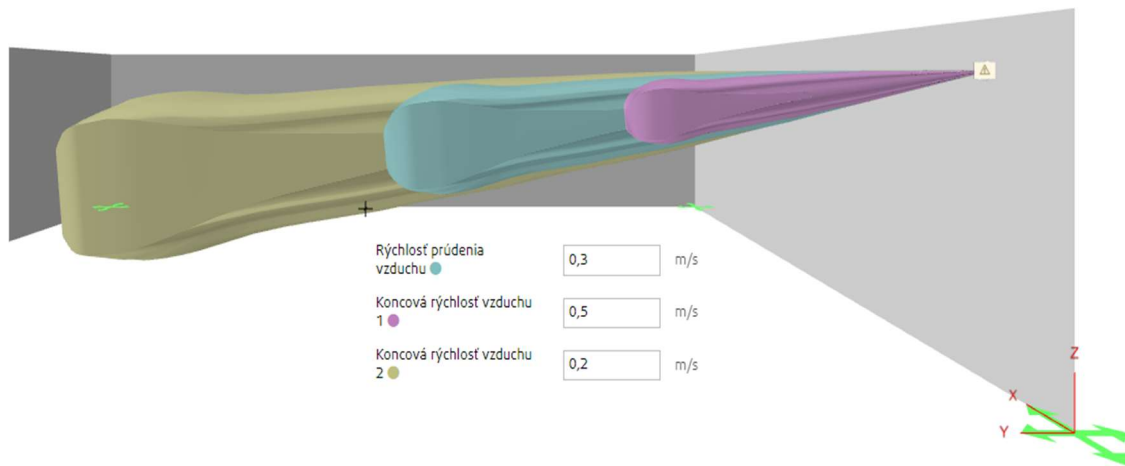 Rýchlosť prúdenia
vzduchu
0,3 m/s
Koncová rýchlosť vzduchu
1
0,5 m/s
Koncová rýchlosť vzduchu
2
0,2 m/s
Z
X
Y